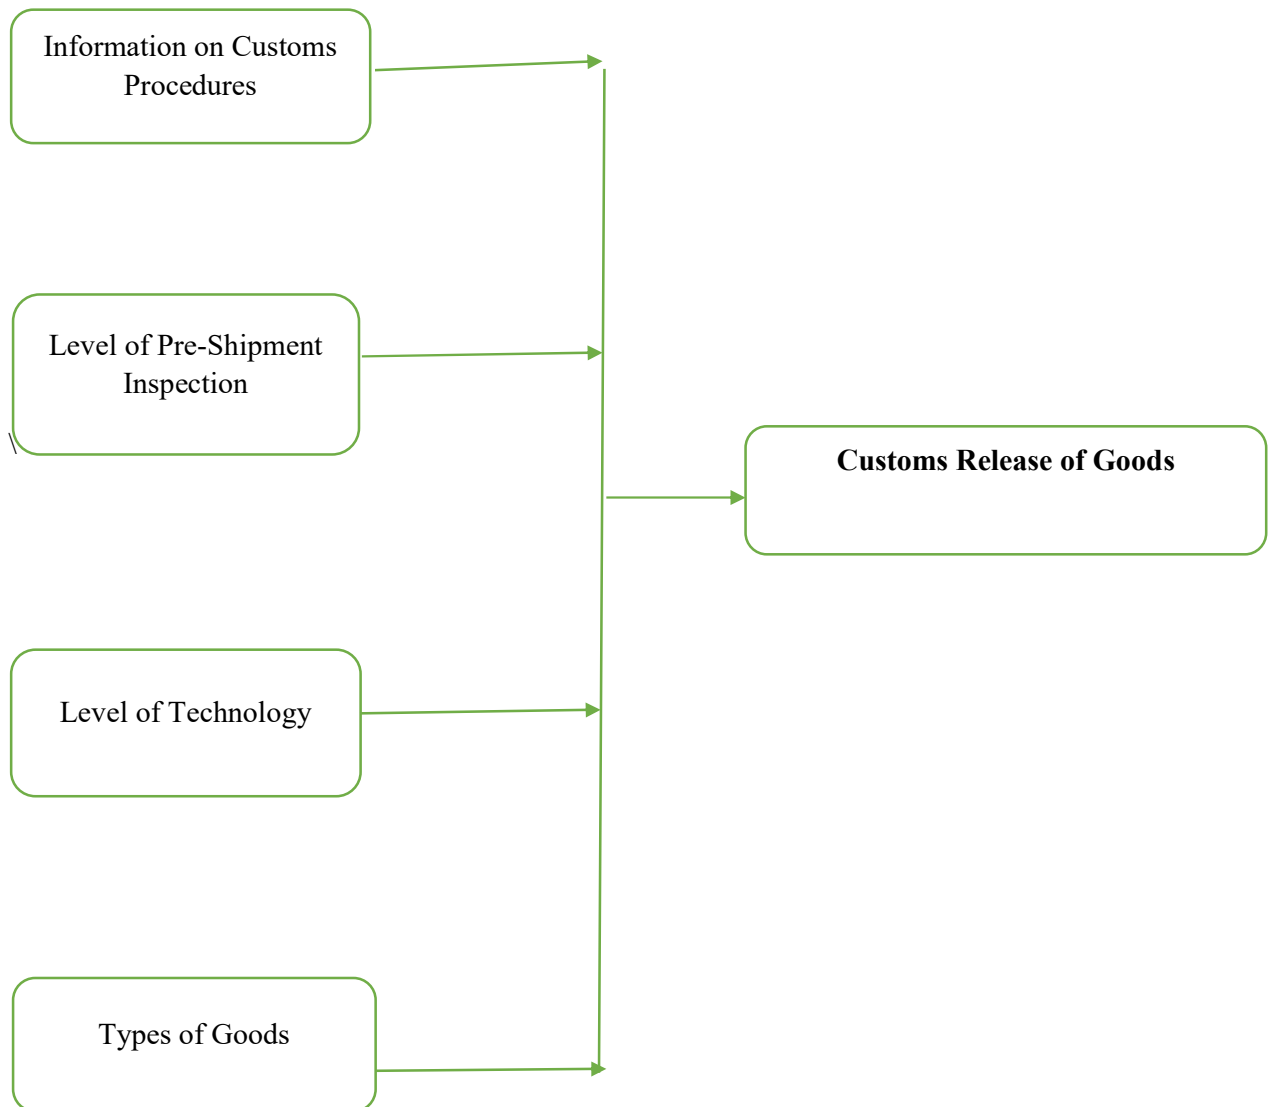 Information on Customs
Procedures
Level of Pre-Shipment
Inspection
\
Customs Release of Goods
Level of Technology
Types of Goods